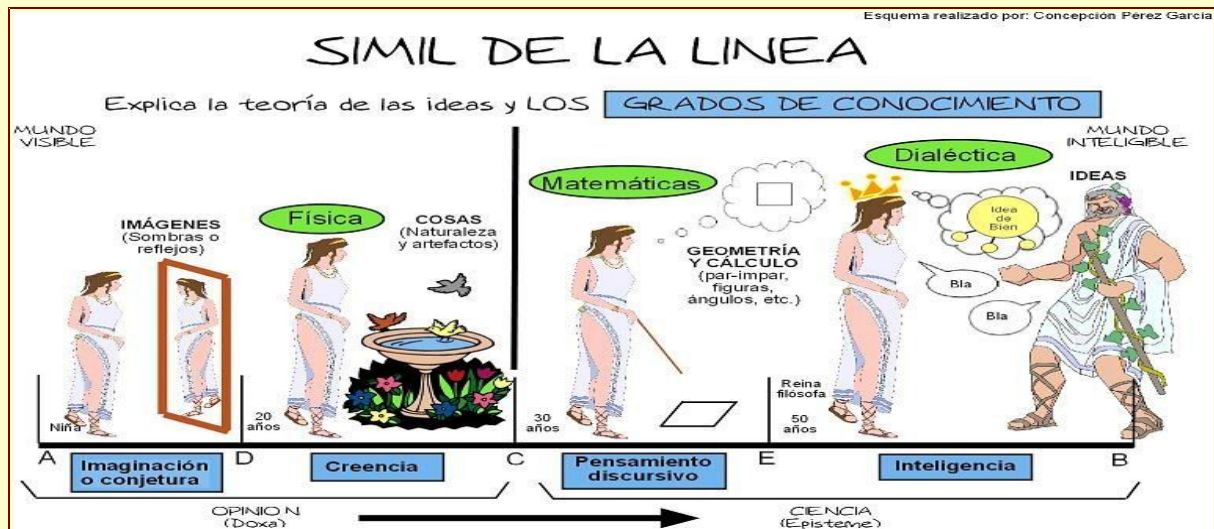 Esquema realizado por: Concepción Pérez García
SIMIL DE LA LINEA
Explica la teoría de las ideas y LOS GRADOS DE CONOCIMIENTO
MUNDO
VISIBLE
MUNDO
INTELIGIBLE
IMÁGENES
(Sombras o
reflejos)
Física
COSAS
(Naturaleza
y artefactos)
Matemáticas
GEOMETRÍA
Y CÁLCULO
(par-impar,
figuras,
ángulos, etc.)
Dialéctica
IDEAS
Idea
de
Bien
Bla
Bla
Niña
20
años
30
años
Reina
filósofa
50
años
A
D
C
E
B
Imaginación
o conjetura
Creencia
Pensamiento
discursivo
Inteligencia
OPINION
(Doxa)
CIENCIA
(Episteme)